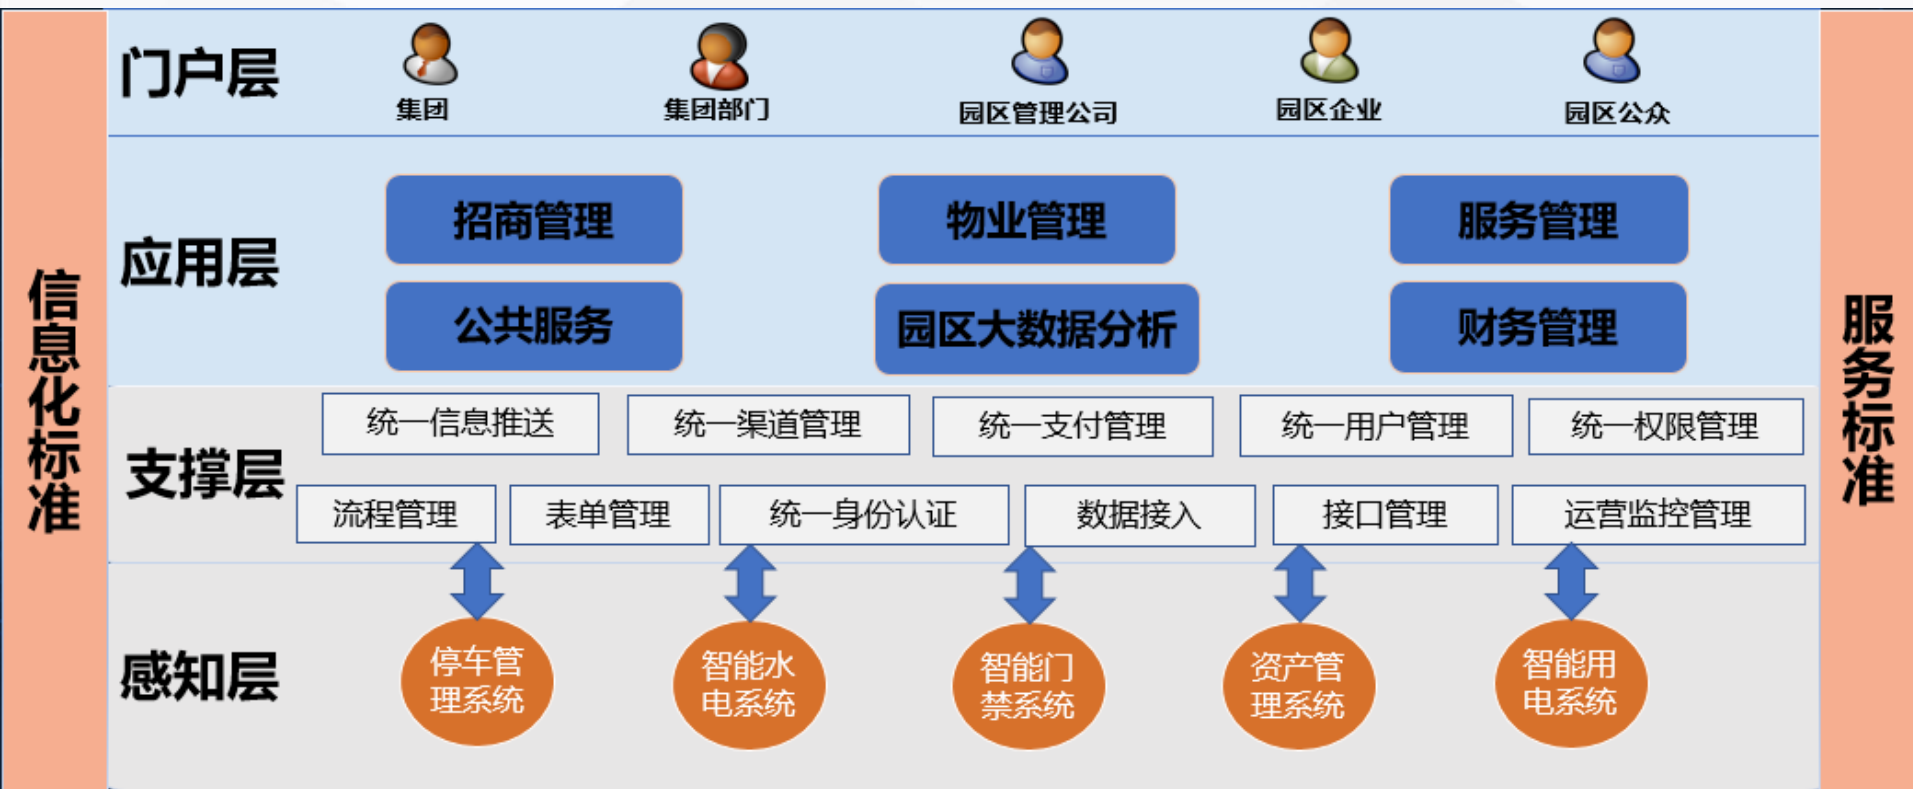 门户层
集团
集团部门
园区管理公司
园区企业
园区公众
应用层
招商管理
物业管理
服务管理
公共服务
园区大数据分析
财务管理
支撑层
统一信息推送
统一渠道管理
统一支付管理
统一用户管理
统一权限管理
流程管理
表单管理
统一身份认证
数据接入
接口管理
运营监控管理
感知层
停车管
理系统
智能水
电系统
智能门
禁系统
资产管
理系统
智能用
电系统
信息化标准
服务标准